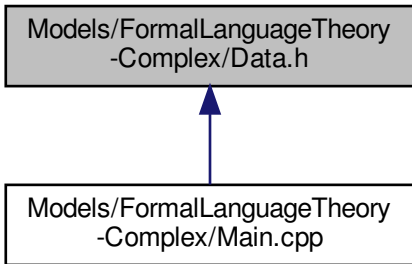 Models/FormalLanguageTheory
-Complex/Data.h
Models/FormalLanguageTheory
-Complex/Main.cpp